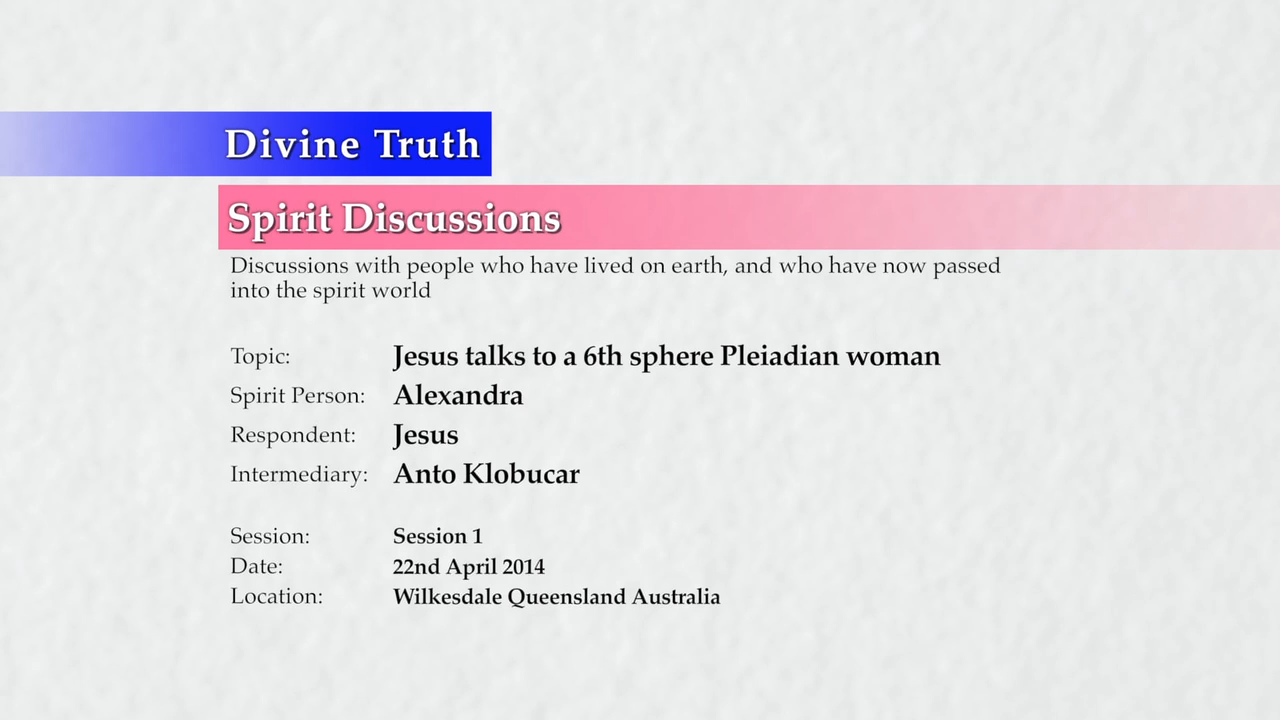 Divine Truth
Spirit Discussions
Discussions with people who have lived on earth, and who have now passed
into the spirit world
Topic: Jesus talks to a 6th sphere Pleiadian woman
Spirit Person: Alexandra
Respondent: Jesus
Intermediary: Anto Klobucar
Session: Session 1
Date: 22nd April 2014
Location: Wilkesdale Queensland Australia